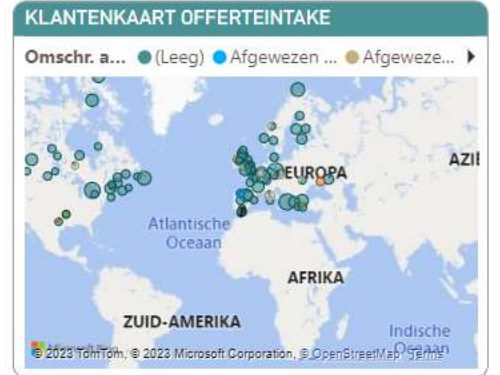 KLANTENKAART OFFERTEINTAKE
Omschr. a... (Leeg) Afgewezen ... Afgeweze...
EUROPA
AZIË
Atlantische
Oceaan
AFRIKA
ZUID-AMERIKA
Indische
Oceaan
© 2023 TomTom, © 2023 Microsoft Corporation, © OpenStreetMap Terms